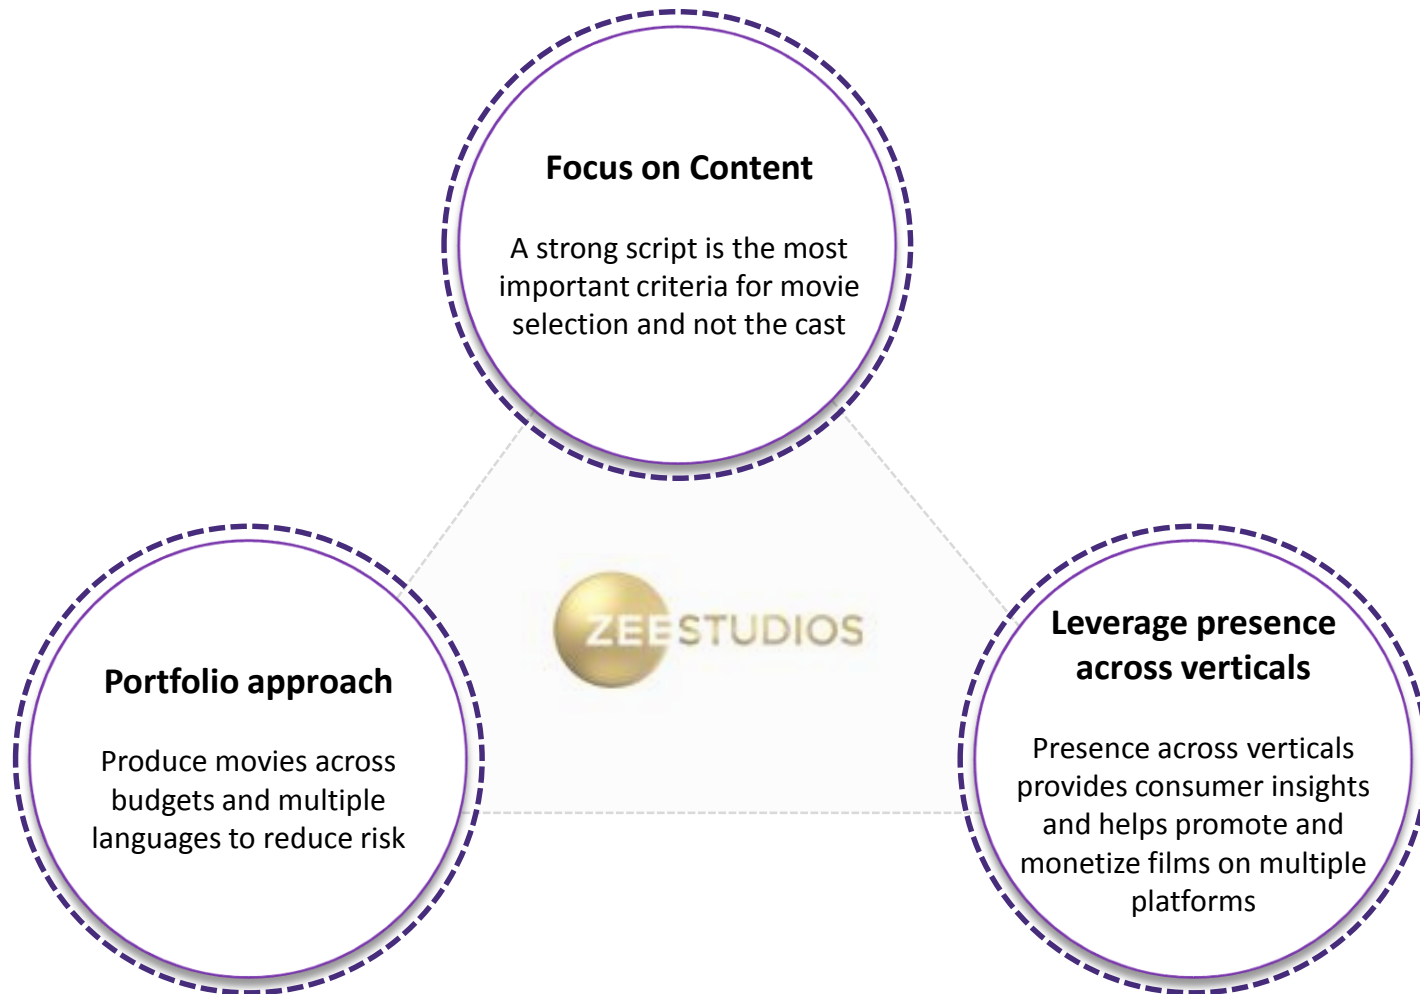 Focus on Content
A strong script is the most
important criteria for movie
selection and not the cast
ZEESTUDIOS
Portfolio approach
Produce movies across
budgets and multiple
languages to reduce risk
Leverage presence
across verticals
Presence across verticals
provides consumer insights
and helps promote and
monetize films on multiple
platforms